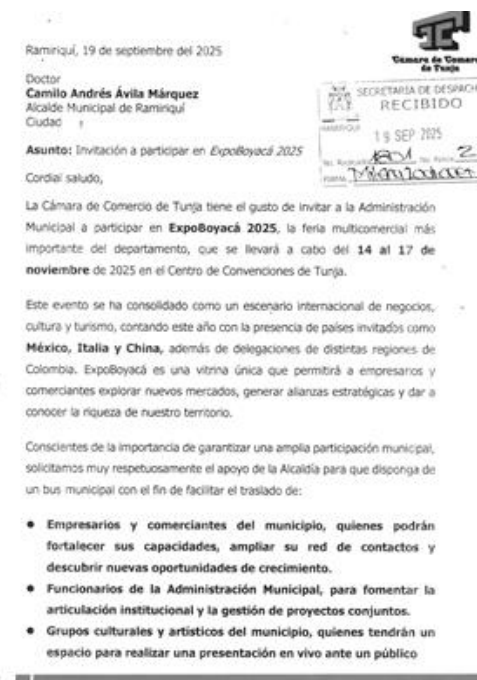 Cámara de Comer
de Tunja
Ramiriquí, 19 de septiembre del 2025
Doctor
Camilo Andrés Ávila Márquez
Alcalde Municipal de Ramiriquí
Ciudad
SECRETARÍA DE DESPACH
RECIBIDO
RAMIRIQUÍ
19 SEP 2025
No. Radicado 1801 No. Folios 2
FIRMA
Asunto: Invitación a participar en ExpoBoyacá 2025
Cordial saludo,
La Cámara de Comercio de Tunja tiene el gusto de invitar a la Administración
Municipal a participar en ExpoBoyacá 2025, la feria multicomercial más
importante del departamento, que se llevará a cabo del 14 al 17 de
noviembre de 2025 en el Centro de Convenciones de Tunja.
Este evento se ha consolidado como un escenario internacional de negocios,
cultura y turismo, contando este año con la presencia de países invitados como
México, Italia y China, además de delegaciones de distintas regiones de
Colombia. ExpoBoyacá es una vitrina única que permitirá a empresarios y
comerciantes explorar nuevos mercados, generar alianzas estratégicas y dar a
conocer la riqueza de nuestro territorio.
Conscientes de la importancia de garantizar una amplia participación municipal,
solicitamos muy respetuosamente el apoyo de la Alcaldía para que disponga de
un bus municipal con el fin de facilitar el traslado de:
● Empresarios y comerciantes del municipio, quienes podrán
fortalecer sus capacidades, ampliar su red de contactos y
descubrir nuevas oportunidades de crecimiento.
● Funcionarios de la Administración Municipal, para fomentar la
articulación institucional y la gestión de proyectos conjuntos.
● Grupos culturales y artísticos del municipio, quienes tendrán un
espacio para realizar una presentación en vivo ante un público